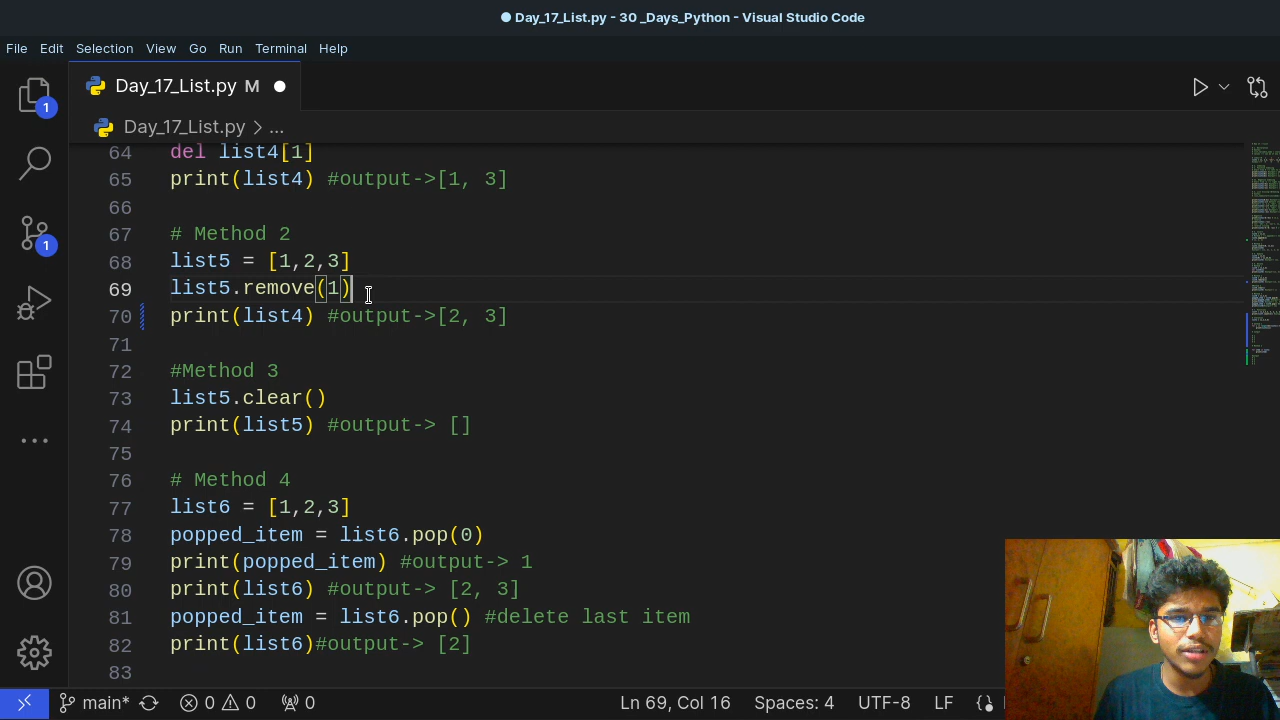 Day_17_List.py - 30 _Days_Python - Visual Studio Code
File Edit Selection View Go Run Terminal Help
Day_17_List.py M
Day_17_List.py > ...
64 del list4[1]
65 print(list4) #output->[1, 3]
66
67 # Method 2
68 list5 = [1,2,3]
69 list5.remove(1)
70 print(list4) #output->[2, 3]
71
72 #Method 3
73 list5.clear()
74 print(list5) #output-> []
75
76 # Method 4
77 list6 = [1,2,3]
78 popped_item = list6.pop(0)
79 print(popped_item) #output-> 1
80 print(list6) #output-> [2, 3]
81 popped_item = list6.pop() #delete last item
82 print(list6)#output-> [2]
83
1
1
main* 0 0 0 Ln 69, Col 16 Spaces: 4 UTF-8 LF